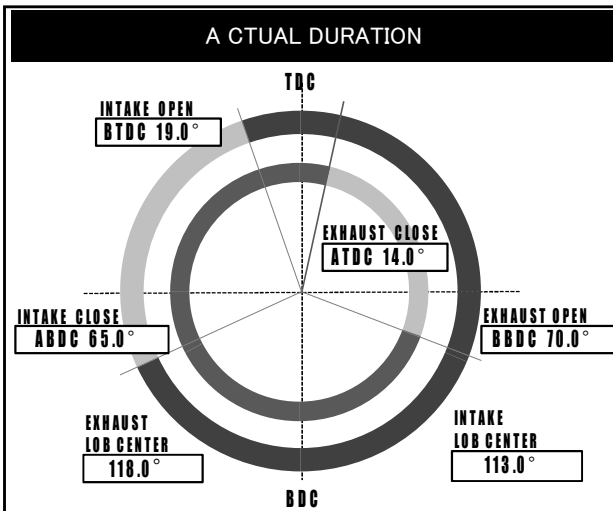 A CTUAL DURATION
TDC
INTAKE OPEN
BTDC 19.0°
EXHAUST CLOSE
ATDC 14.0°
INTAKE CLOSE
ABDC 65.0°
EXHAUST OPEN
BBDC 70.0°
EXHAUST
LOB CENTER
118.0°
INTAKE
LOB CENTER
113.0°
BDC